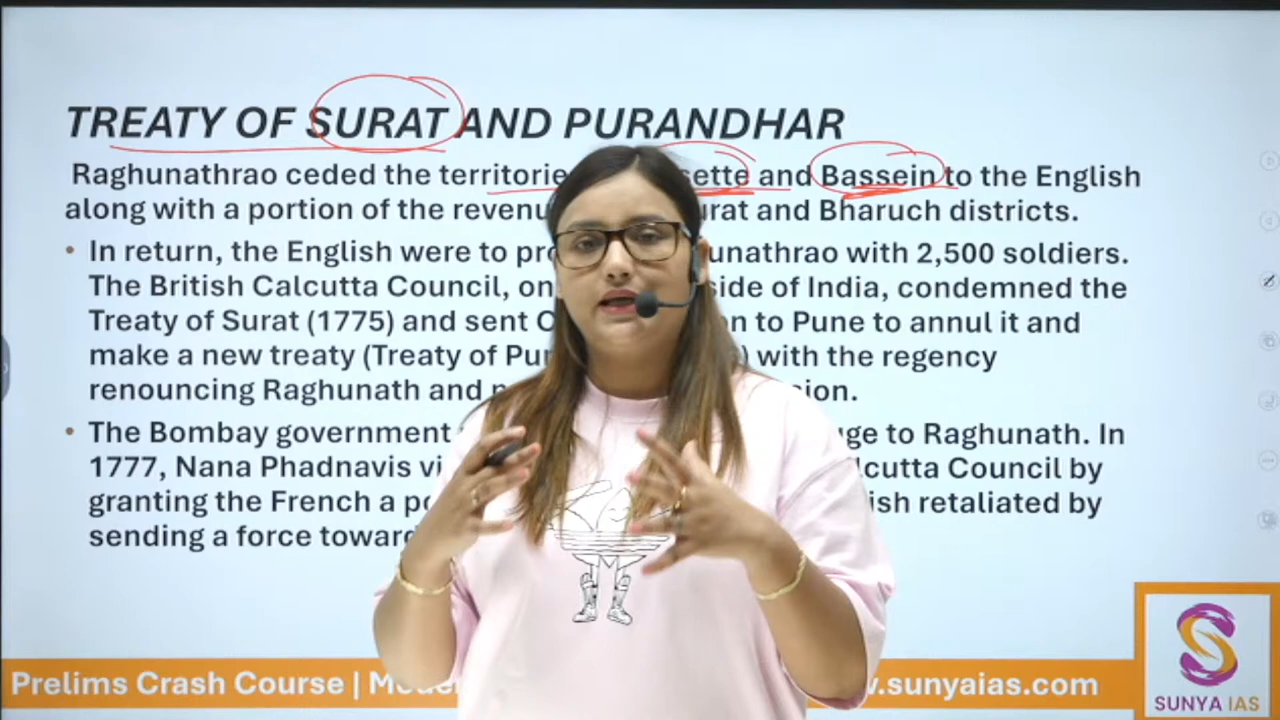 TREATY OF SURAT AND PURANDHAR
Raghunathrao ceded the territorie sette and Bassein to the English
along with a portion of the revenu urat and Bharuch districts.
• In return, the English were to pro unathrao with 2,500 soldiers.
The British Calcutta Council, on side of India, condemned the
Treaty of Surat (1775) and sent C on to Pune to annul it and
make a new treaty (Treaty of Pur ) with the regency
renouncing Raghunath and ion.
• The Bombay government uge to Raghunath. In
1777, Nana Phadnavis vi lcutta Council by
granting the French a po ish retaliated by
sending a force toward
Prelims Crash Course | Mode .sunyaias.com
SUNYA IAS